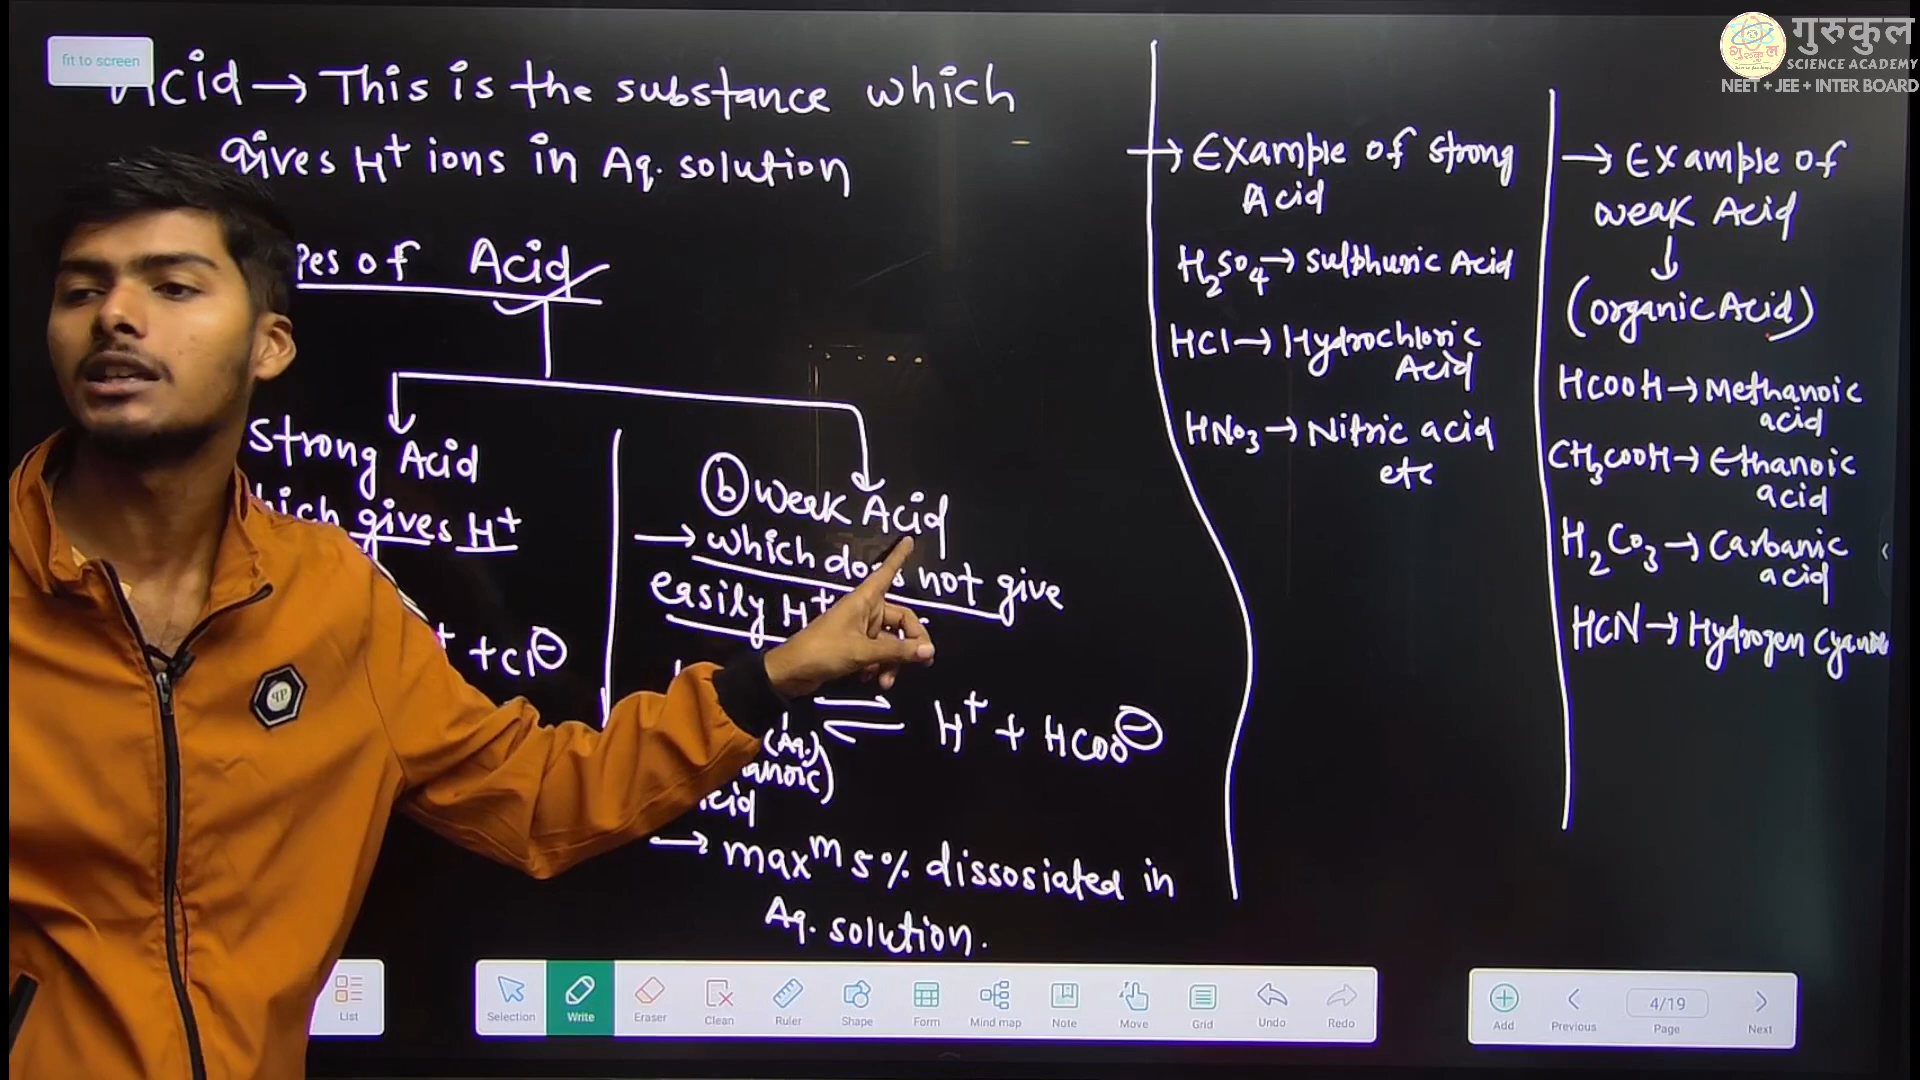 fit to screen
Acid → This is the substance which
gives H+ ions in Aq. solution
pes of Acid
Strong Acid
hich gives H+
+ + Cl⊖
ⓑ Weak Acid
→ which does not give
easily H+
⇌ H+ + HCOO⊖
(Aq.)
anoic)
cid
→ maxm 5% dissosiated in
Aq. solution.
→ Example of strong
Acid
H2SO4 → Sulphuric Acid
HCl → Hydrochloric
Acid
HNO3 → Nitric acid
etc
→ Example of
weak Acid
↓
(organic Acid)
HCOOH → Methanoic
acid
CH3COOH → Ethanoic
acid
H2CO3 → Carbanic
acid
HCN → Hydrogen
गुरुकुल
SCIENCE ACADEMY
NEET + JEE + INTER BOARD
List
Selection
Write
Eraser
Clean
Ruler
Shape
Form
Mind map
Note
Move
Grid
Undo
Redo
Add
Previous
4/19
Page
Next